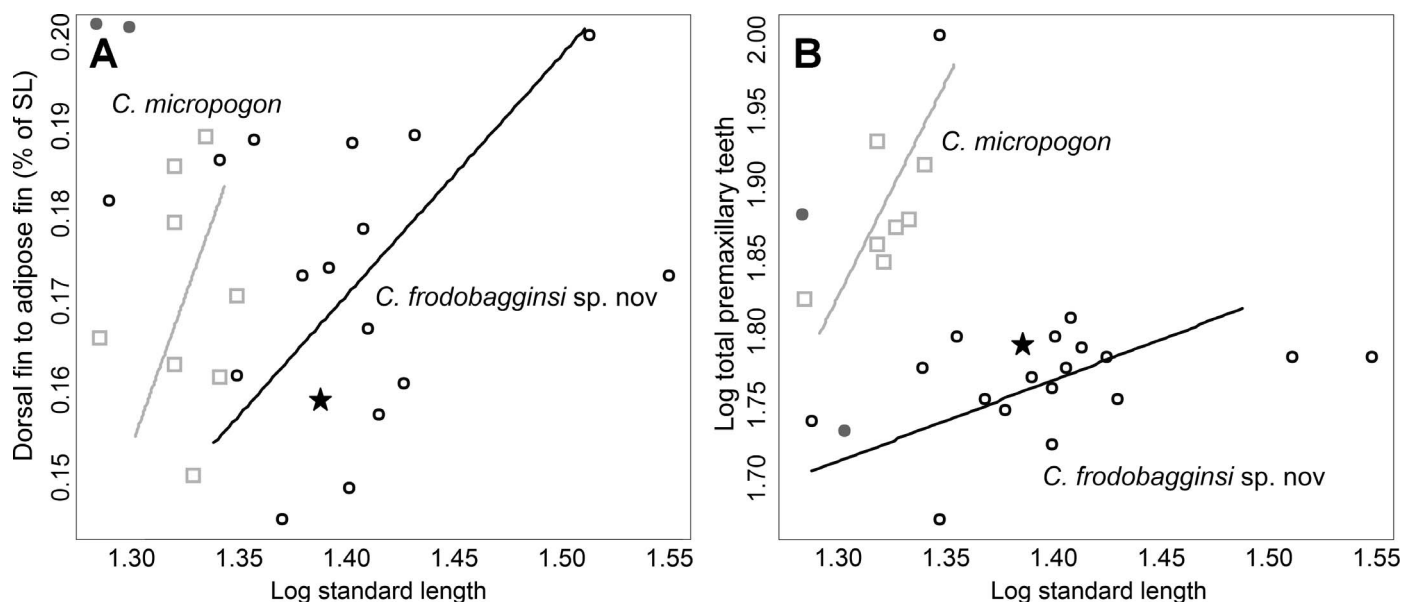 A
Dorsal fin to adipose fin (% of SL)
0.20
0.19
0.18
0.17
0.16
0.15
C. micropogon
C. frodobagginsi sp. nov
1.30 1.35 1.40 1.45 1.50 1.55
Log standard length
B
Log total premaxillary teeth
2.00
1.95
1.90
1.85
1.80
1.75
1.70
C. micropogon
C. frodobagginsi sp. nov
1.30 1.35 1.40 1.45 1.50 1.55
Log standard length